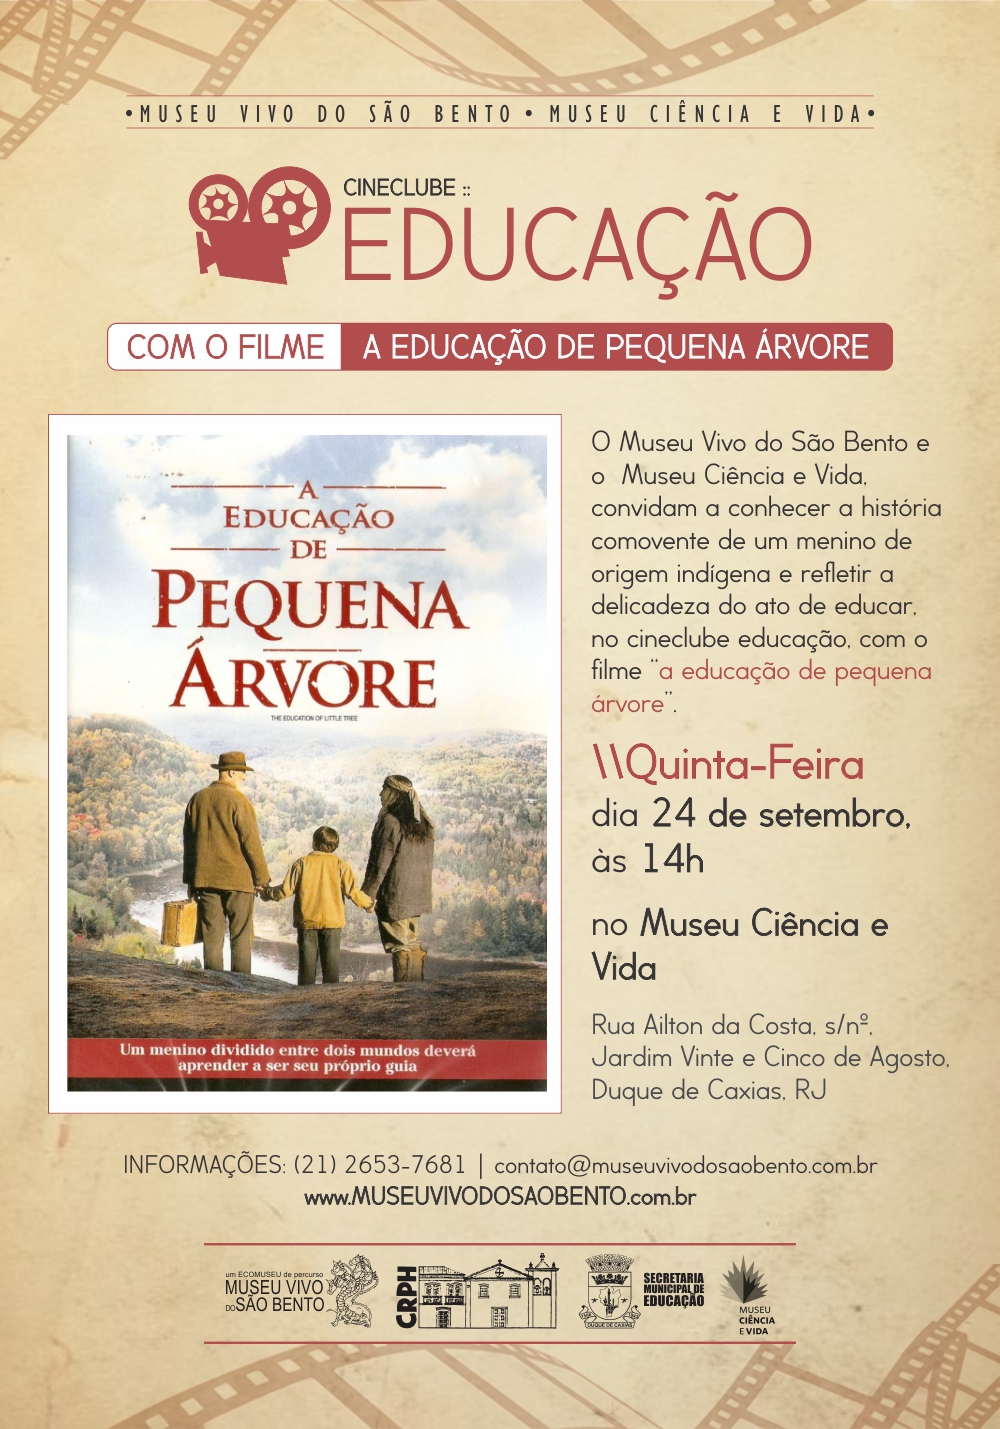 •MUSEU VIVO DO SÃO BENTO • MUSEU CIÊNCIA E VIDA•
CINECLUBE ::
EDUCAÇÃO
COM O FILME A EDUCAÇÃO DE PEQUENA ÁRVORE
A
EDUCAÇÃO
DE
PEQUENA
ÁRVORE
THE EDUCATION OF LITTLE TREE
Um menino dividido entre dois mundos deverá
aprender a ser seu próprio guia
O Museu Vivo do São Bento e
o Museu Ciência e Vida,
convidam a conhecer a história
comovente de um menino de
origem indígena e refletir a
delicadeza do ato de educar,
no cineclube educação, com o
filme "a educação de pequena
árvore".
\\Quinta-Feira
dia 24 de setembro,
às 14h
no Museu Ciência e
Vida
Rua Ailton da Costa, s/nº,
Jardim Vinte e Cinco de Agosto,
Duque de Caxias, RJ
INFORMAÇÕES: (21) 2653-7681 | contato@museuvivodosaobento.com.br
www.MUSEUVIVODOSAOBENTO.com.br
um ECOMUSEU de percurso
MUSEU VIVO
DO SÃO BENTO
CRPH
DUQUE DE CAXIAS
SECRETARIA
MUNICIPAL DE
EDUCAÇÃO
MUSEU
CIÊNCIA
E VIDA